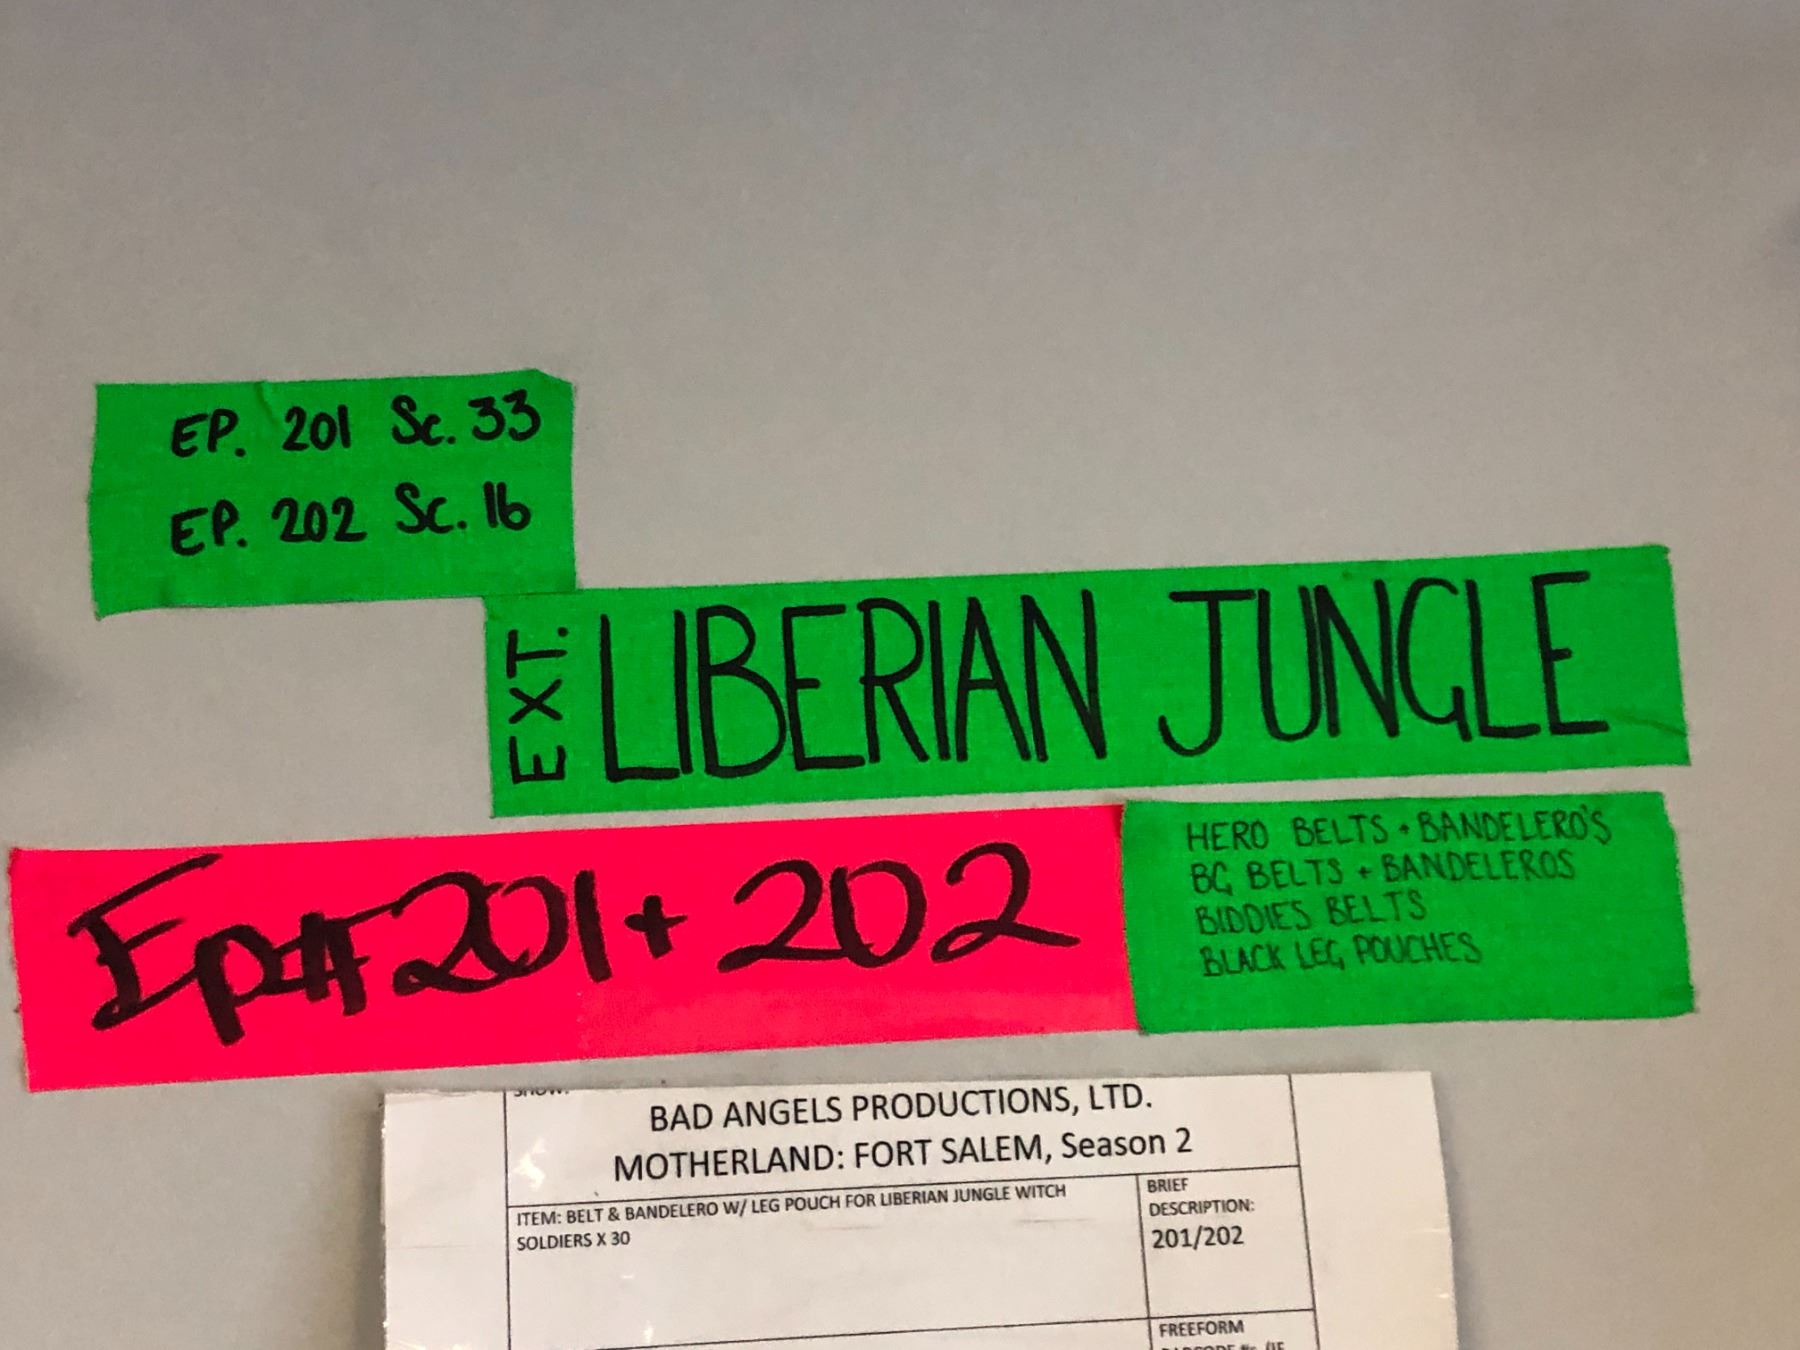 EP. 201 Sc. 33
EP. 202 Sc. 16
EXT. LIBERIAN JUNGLE
Ep# 201 + 202
HERO BELTS + BANDELERO'S
BG BELTS + BANDELEROS
BIDDIES BELTS
BLACK LEG POUCHES
SHOW:
BAD ANGELS PRODUCTIONS, LTD.
MOTHERLAND: FORT SALEM, Season 2
ITEM: BELT & BANDELERO W/ LEG POUCH FOR LIBERIAN JUNGLE WITCH
SOLDIERS X 30
BRIEF
DESCRIPTION:
201/202
FREEFORM